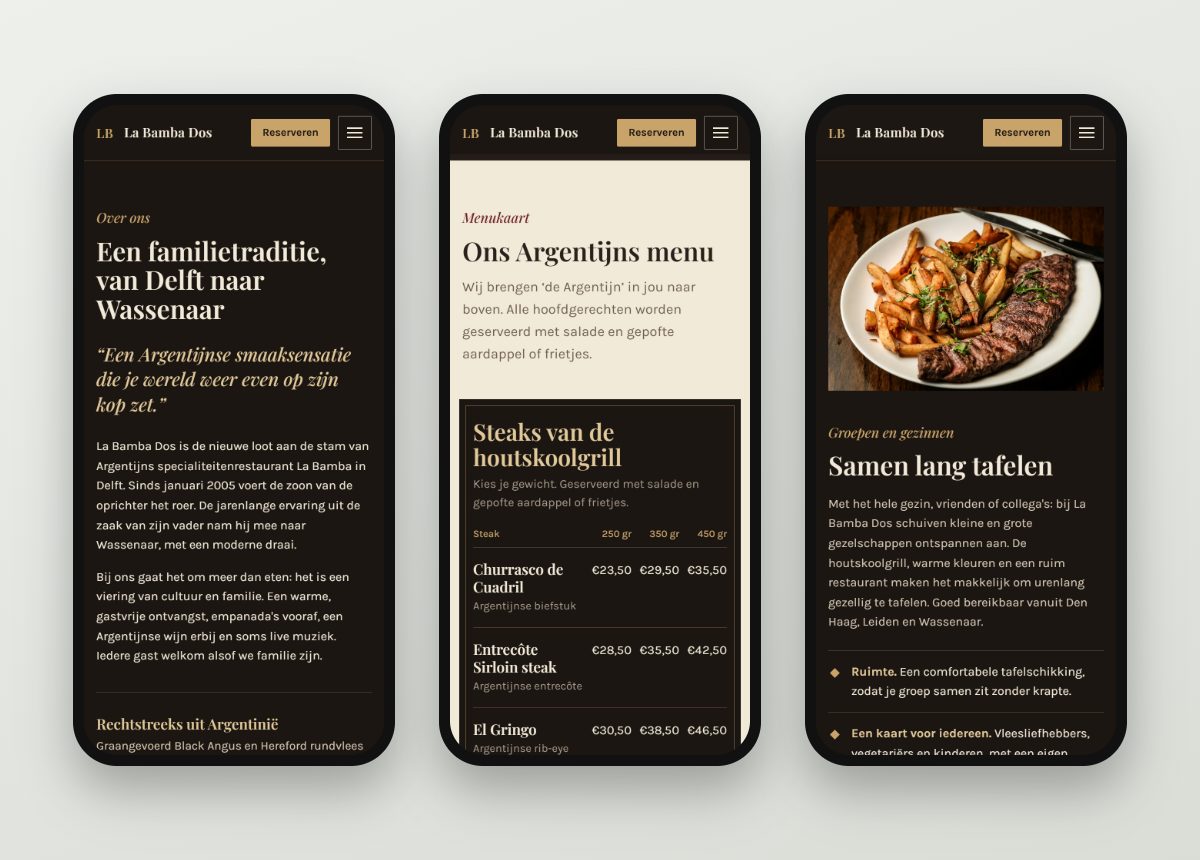 LB La Bamba Dos Reserveren
Over ons
Een familietraditie,
van Delft naar
Wassenaar
“Een Argentijnse smaaksensatie
die je wereld weer even op zijn
kop zet.”
La Bamba Dos is de nieuwe loot aan de stam van
Argentijns specialiteitenrestaurant La Bamba in
Delft. Sinds januari 2005 voert de zoon van de
oprichter het roer. De jarenlange ervaring uit de
zaak van zijn vader nam hij mee naar
Wassenaar, met een moderne draai.
Bij ons gaat het om meer dan eten: het is een
viering van cultuur en familie. Een warme,
gastvrije ontvangst, empanada's vooraf, een
Argentijnse wijn erbij en soms live muziek.
Iedere gast welkom alsof we familie zijn.
Rechtstreeks uit Argentinië
Graangevoerd Black Angus en Hereford rundvlees
LB La Bamba Dos Reserveren
Menukaart
Ons Argentijns menu
Wij brengen ‘de Argentijn’ in jou naar
boven. Alle hoofdgerechten worden
geserveerd met salade en gepofte
aardappel of frietjes.
Steaks van de
houtskoolgrill
Kies je gewicht. Geserveerd met salade en
gepofte aardappel of frietjes.
Steak 250 gr 350 gr 450 gr
Churrasco de €23,50 €29,50 €35,50
Cuadril
Argentijnse biefstuk
Entrecôte €28,50 €35,50 €42,50
Sirloin steak
Argentijnse entrecôte
El Gringo €30,50 €38,50 €46,50
Argentijnse rib-eye
LB La Bamba Dos Reserveren
Groepen en gezinnen
Samen lang tafelen
Met het hele gezin, vrienden of collega's: bij La
Bamba Dos schuiven kleine en grote
gezelschappen ontspannen aan. De
houtskoolgrill, warme kleuren en een ruim
restaurant maken het makkelijk om urenlang
gezellig te tafelen. Goed bereikbaar vanuit Den
Haag, Leiden en Wassenaar.
Ruimte. Een comfortabele tafelschikking,
zodat je groep samen zit zonder krapte.
Een kaart voor iedereen. Vleesliefhebbers,
vegetariërs en kinderen, met een eigen